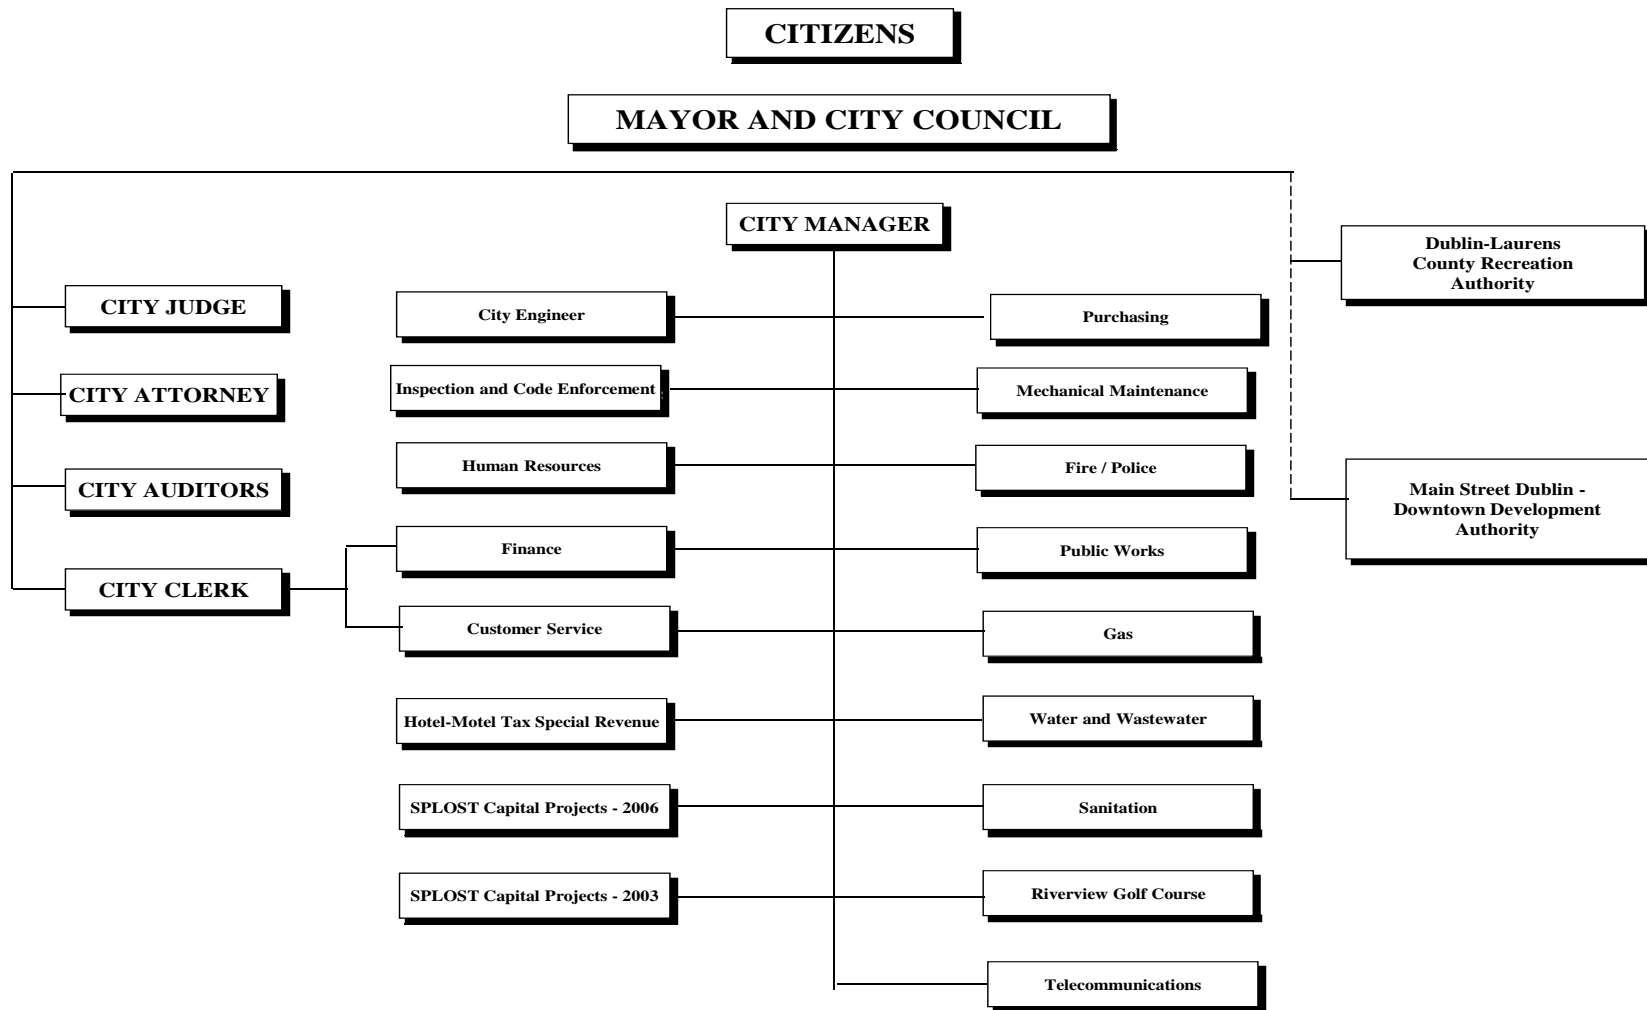 CITIZENS
MAYOR AND CITY COUNCIL
CITY MANAGER
CITY JUDGE
CITY ATTORNEY
CITY AUDITORS
CITY CLERK
City Engineer
Inspection and Code Enforcement
Human Resources
Finance
Customer Service
Hotel-Motel Tax Special Revenue
SPLOST Capital Projects - 2006
SPLOST Capital Projects - 2003
Purchasing
Mechanical Maintenance
Fire / Police
Public Works
Gas
Water and Wastewater
Sanitation
Riverview Golf Course
Telecommunications
Dublin-Laurens
County Recreation
Authority
Main Street Dublin -
Downtown Development
Authority